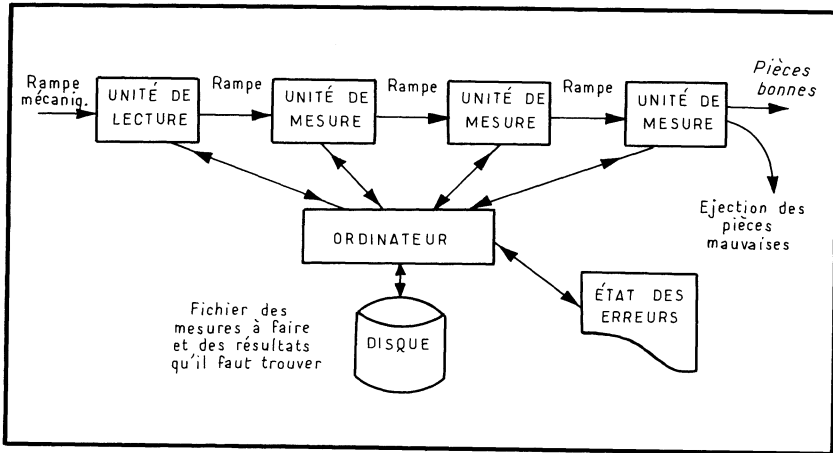 Rampe
mécaniq.
UNITÉ DE
LECTURE
Rampe
UNITÉ DE
MESURE
Rampe
UNITÉ DE
MESURE
Rampe
UNITÉ DE
MESURE
Pièces
bonnes
Ejection des
pièces
mauvaises
ORDINATEUR
Fichier des
mesures à faire
et des résultats
qu'il faut trouver
DISQUE
ÉTAT DES
ERREURS